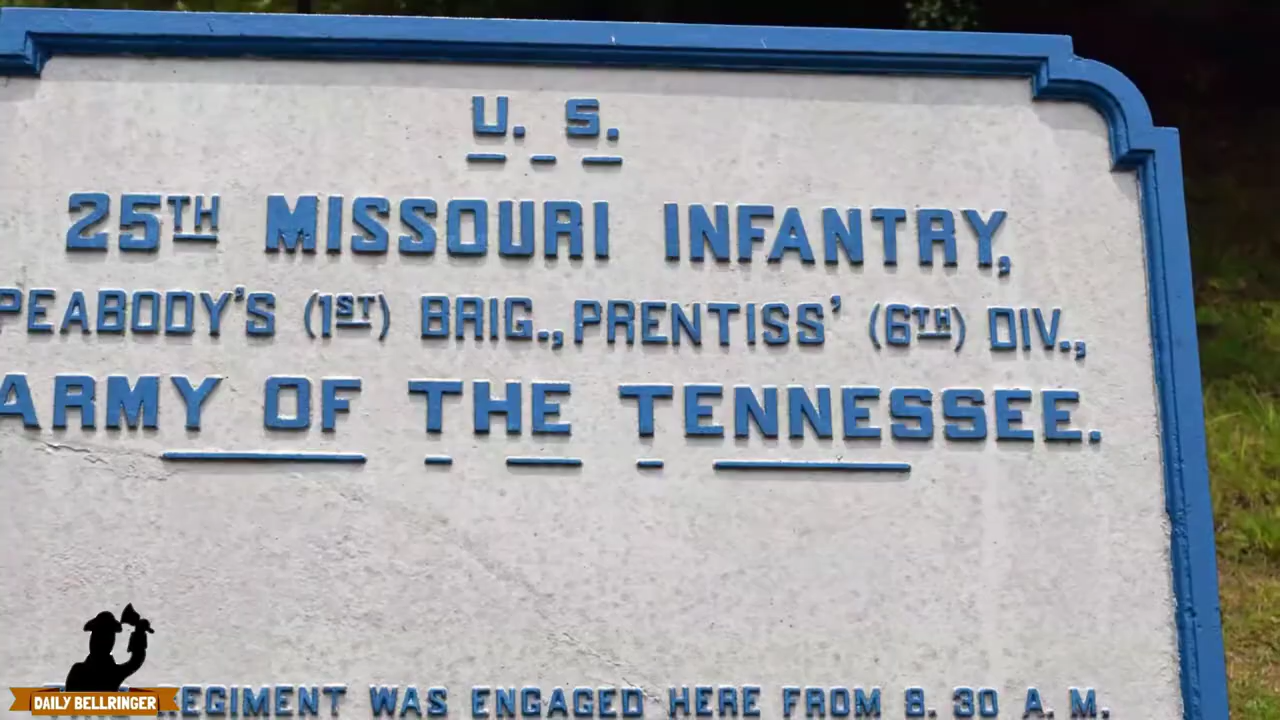 U. S.
25TH MISSOURI INFANTRY,
PEABODY'S (1ST) BRIG., PRENTISS' (6TH) DIV.,
ARMY OF THE TENNESSEE.
REGIMENT WAS ENGAGED HERE FROM 8. 30 A. M.
DAILY BELLRINGER